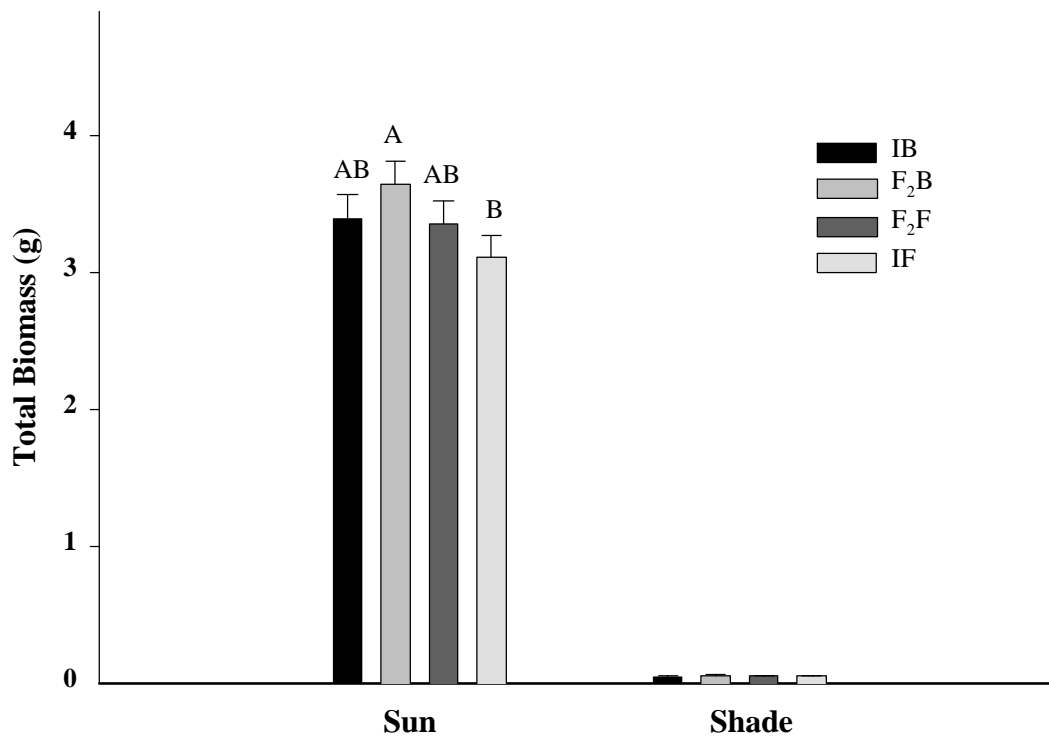 4
3
2
1
0
Total Biomass (g)
AB
A
AB
B
IB
F₂B
F₂F
IF
Sun
Shade